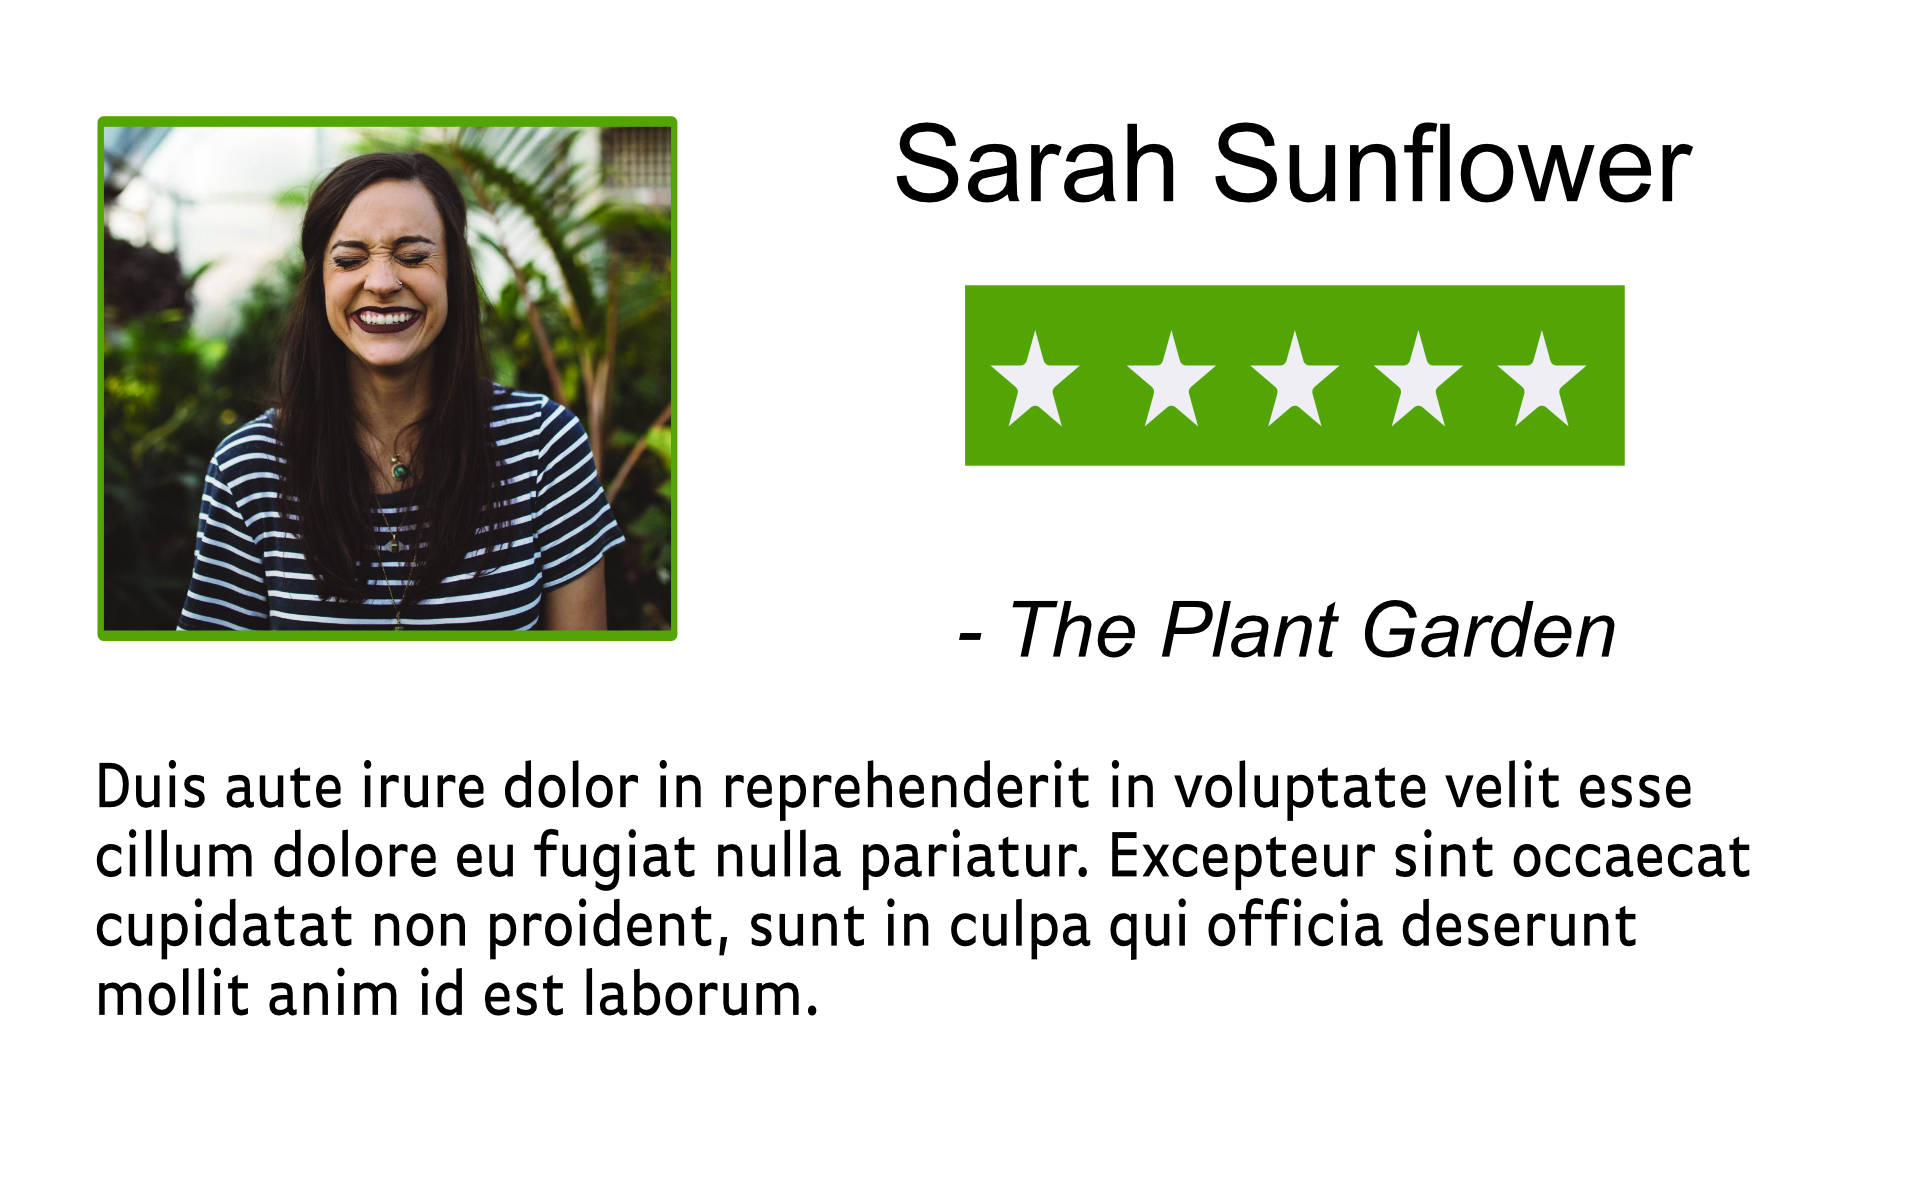 Sarah Sunflower
- The Plant Garden
Duis aute irure dolor in reprehenderit in voluptate velit esse
cillum dolore eu fugiat nulla pariatur. Excepteur sint occaecat
cupidatat non proident, sunt in culpa qui officia deserunt
mollit anim id est laborum.